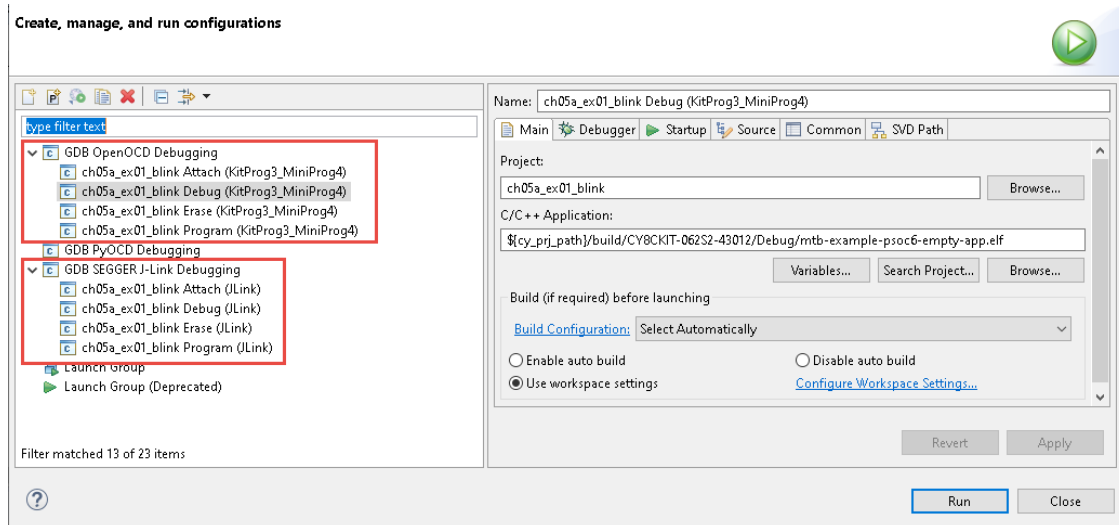 Create, manage, and run configurations
type filter text
GDB OpenOCD Debugging
ch05a_ex01_blink Attach (KitProg3_MiniProg4)
ch05a_ex01_blink Debug (KitProg3_MiniProg4)
ch05a_ex01_blink Erase (KitProg3_MiniProg4)
ch05a_ex01_blink Program (KitProg3_MiniProg4)
GDB PyOCD Debugging
GDB SEGGER J-Link Debugging
ch05a_ex01_blink Attach (JLink)
ch05a_ex01_blink Debug (JLink)
ch05a_ex01_blink Erase (JLink)
ch05a_ex01_blink Program (JLink)
Launch Group
Launch Group (Deprecated)
Filter matched 13 of 23 items
Name: ch05a_ex01_blink Debug (KitProg3_MiniProg4)
Main Debugger Startup Source Common SVD Path
Project:
ch05a_ex01_blink Browse...
C/C++ Application:
${cy_prj_path}/build/CY8CKIT-062S2-43012/Debug/mtb-example-psoc6-empty-app.elf
Variables... Search Project... Browse...
Build (if required) before launching
Build Configuration: Select Automatically
Enable auto build Disable auto build
Use workspace settings Configure Workspace Settings...
Revert Apply
Run Close